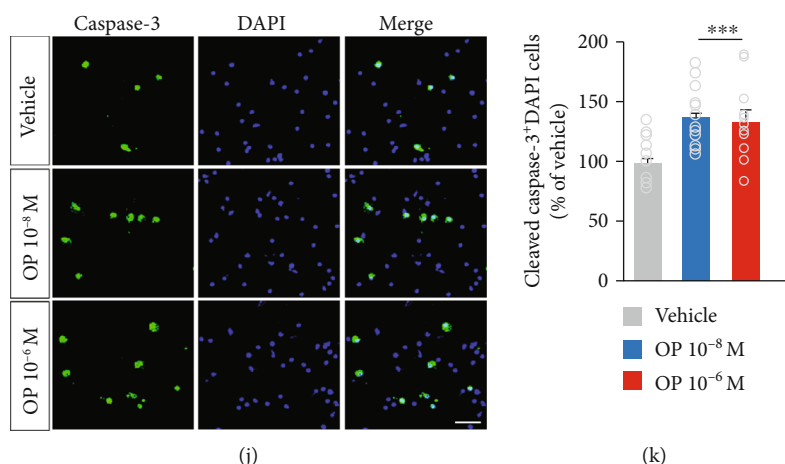 Caspase-3 DAPI Merge
Vehicle
OP 10⁻⁸ M
OP 10⁻⁶ M
(j)
Cleaved caspase-3⁺DAPI cells
(% of vehicle)
200
150
100
50
0
***
Vehicle
OP 10⁻⁸ M
OP 10⁻⁶ M
(k)